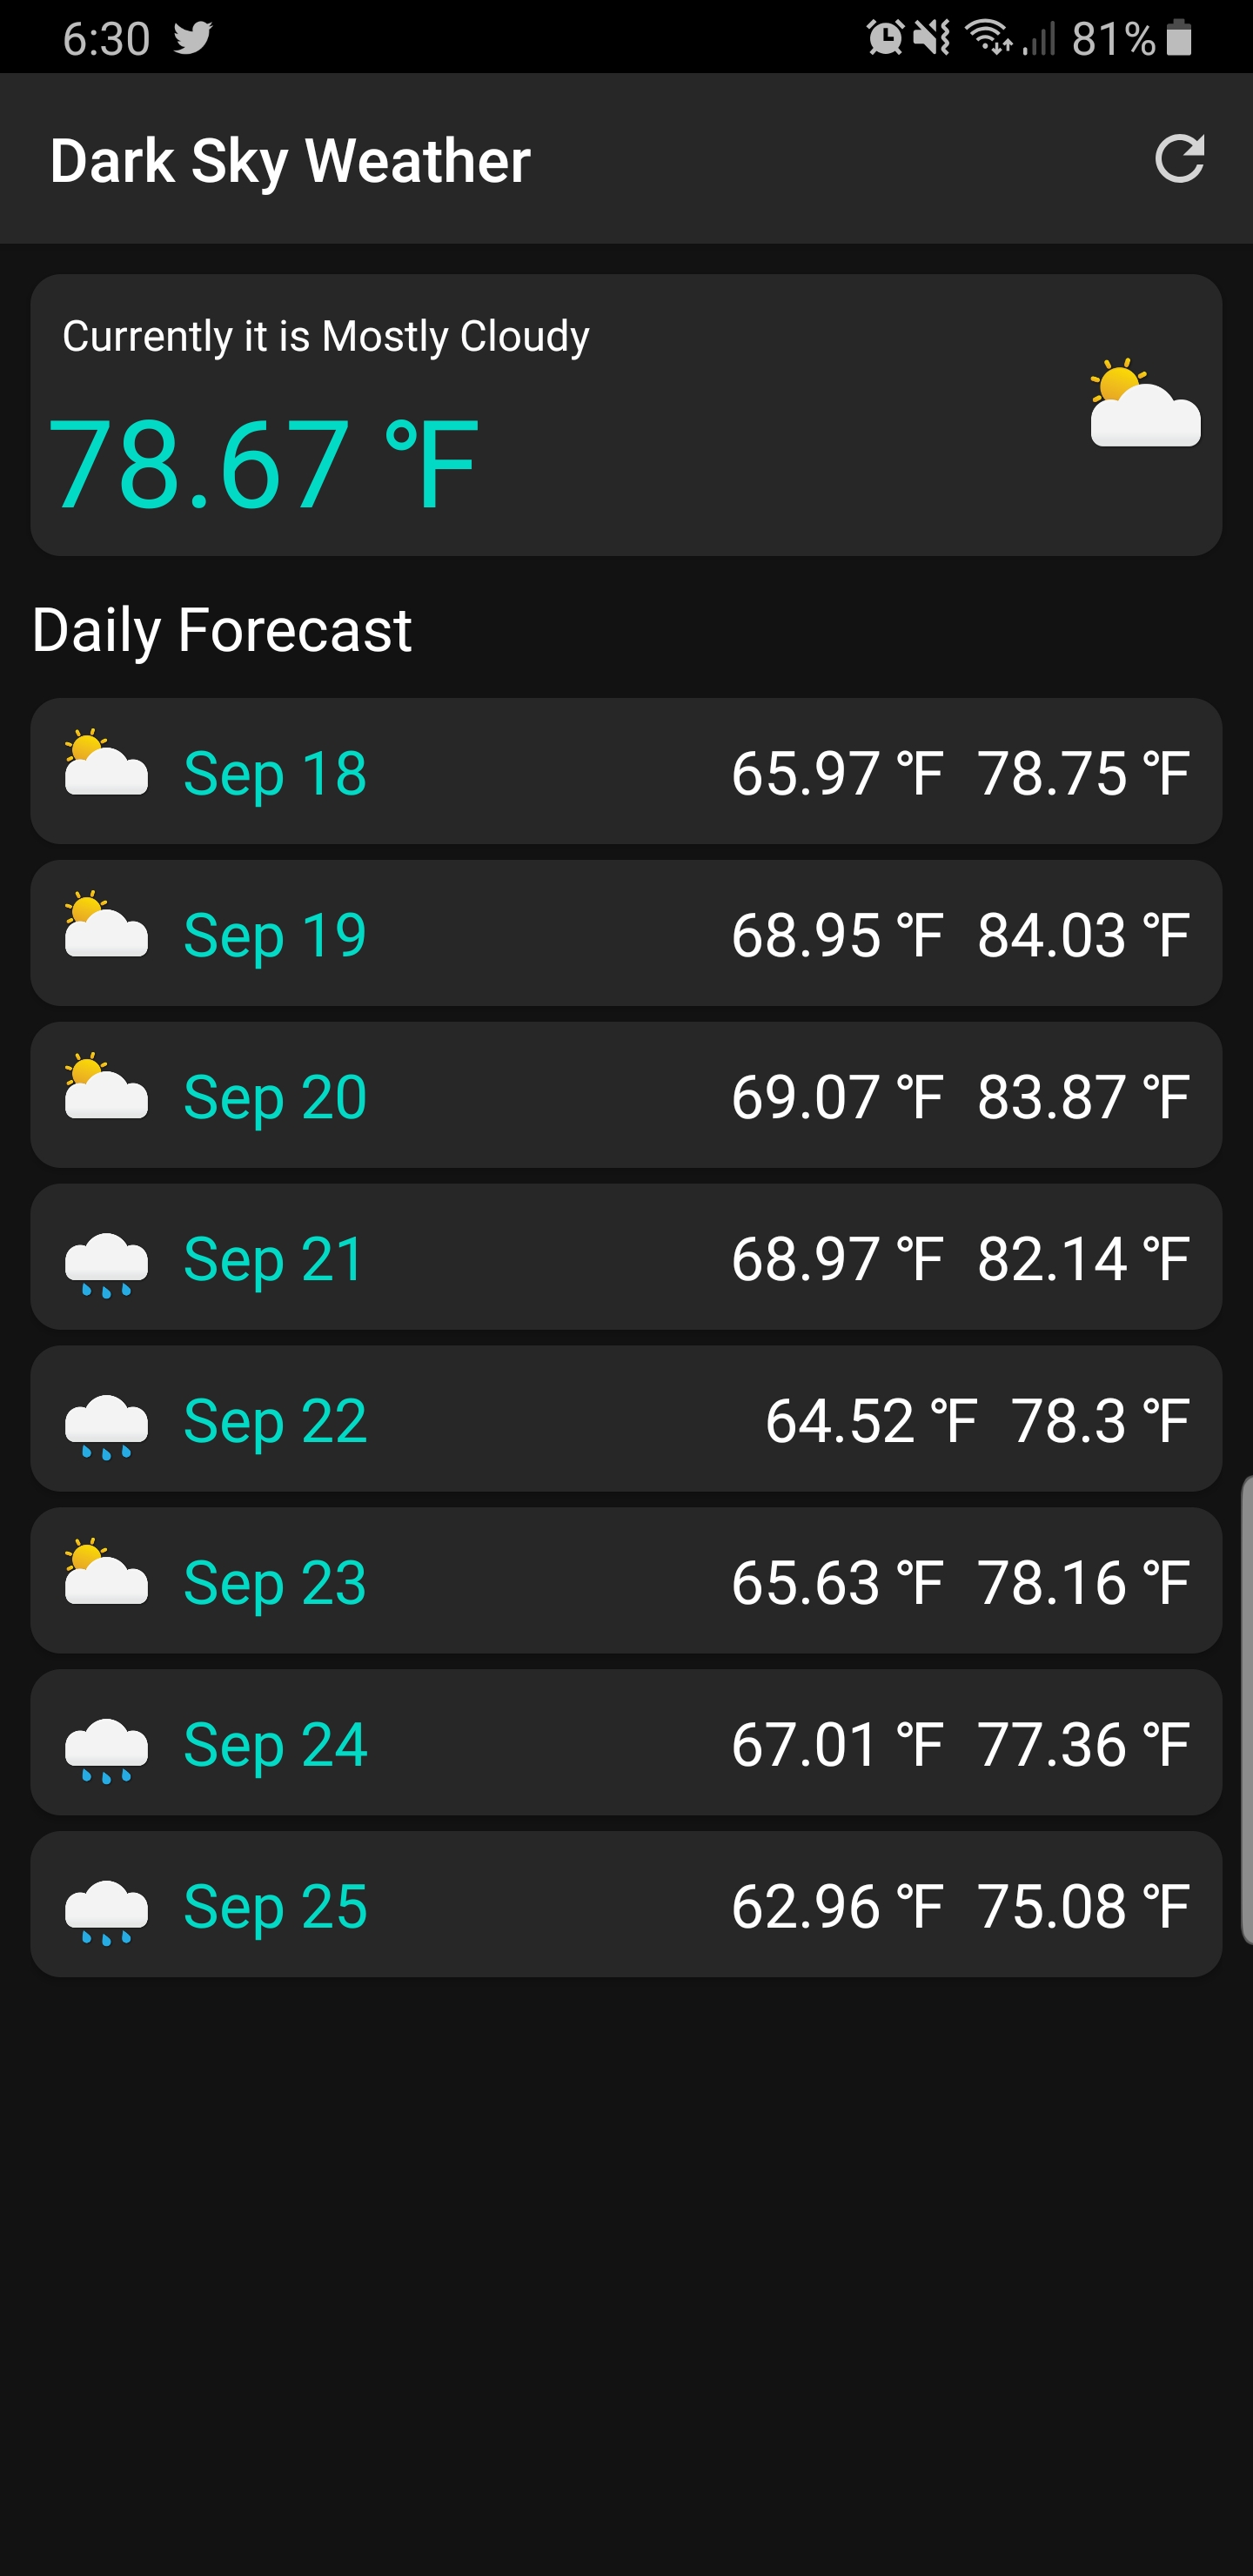 6:30 81%
Dark Sky Weather
Currently it is Mostly Cloudy
78.67 °F
Daily Forecast
Sep 18 65.97 °F 78.75 °F
Sep 19 68.95 °F 84.03 °F
Sep 20 69.07 °F 83.87 °F
Sep 21 68.97 °F 82.14 °F
Sep 22 64.52 °F 78.3 °F
Sep 23 65.63 °F 78.16 °F
Sep 24 67.01 °F 77.36 °F
Sep 25 62.96 °F 75.08 °F